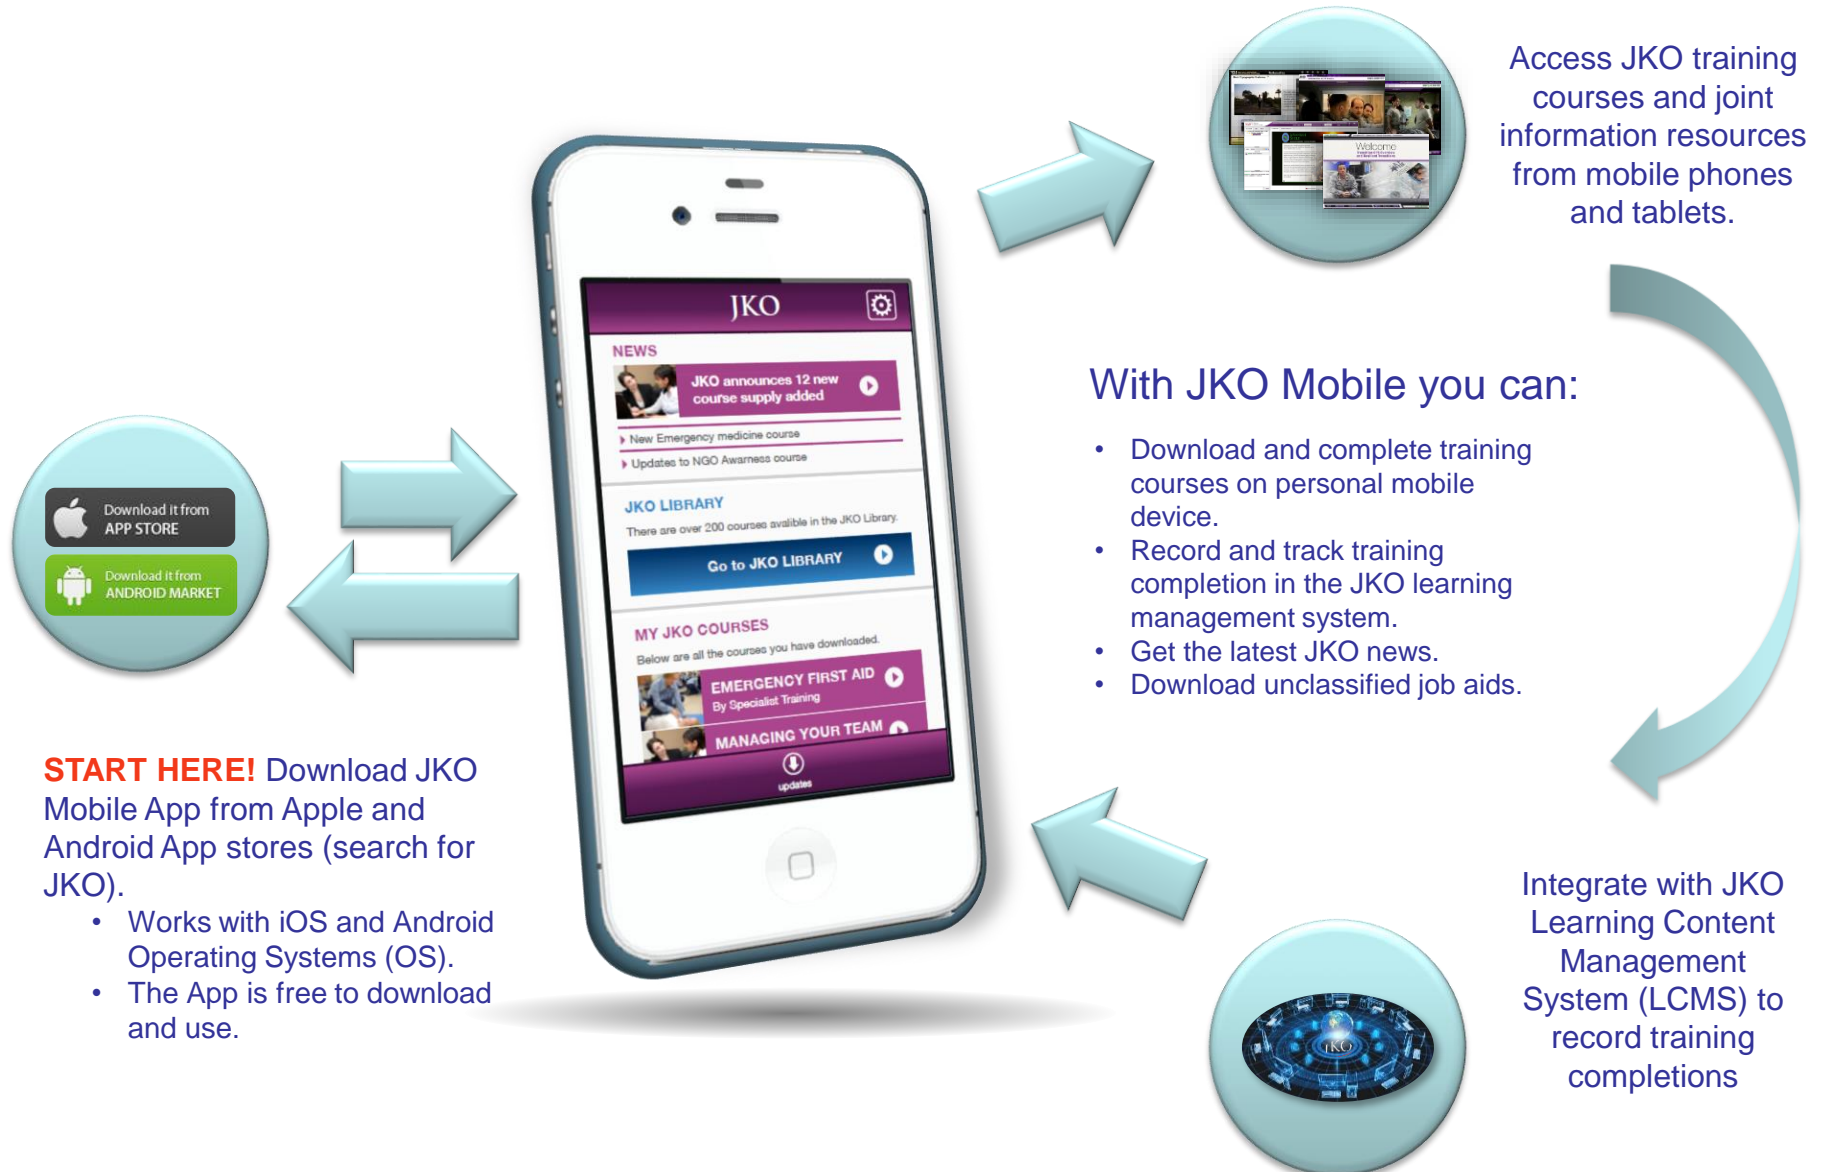 Access JKO training
courses and joint
information resources
from mobile phones
and tablets.
Welcome
JKO
NEWS
JKO announces 12 new
course supply added
New Emergency medicine course
Updates to NGO Awarness course
JKO LIBRARY
There are over 200 courses avalible in the JKO Library.
Go to JKO LIBRARY
MY JKO COURSES
Below are all the courses you have downloaded.
EMERGENCY FIRST AID
By Specialist Training
MANAGING YOUR TEAM
updates
With JKO Mobile you can:
• Download and complete training
courses on personal mobile
device.
• Record and track training
completion in the JKO learning
management system.
• Get the latest JKO news.
• Download unclassified job aids.
Download it from
APP STORE
Download it from
ANDROID MARKET
START HERE! Download JKO
Mobile App from Apple and
Android App stores (search for
JKO).
• Works with iOS and Android
Operating Systems (OS).
• The App is free to download
and use.
Integrate with JKO
Learning Content
Management
System (LCMS) to
record training
completions
JKO